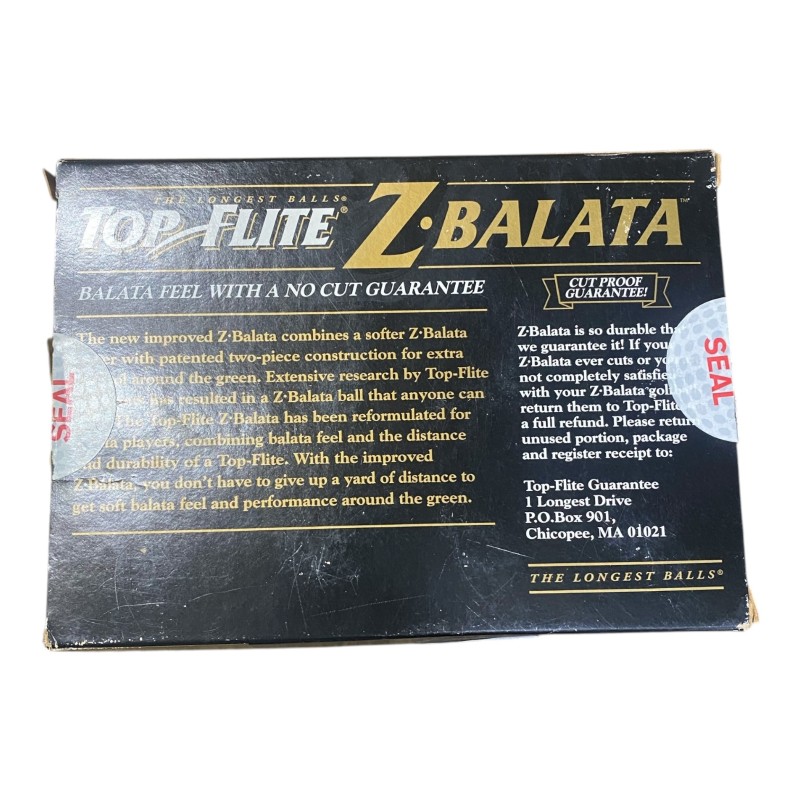 THE LONGEST BALLS®
TOP-FLITE® Z·BALATA™
BALATA FEEL WITH A NO CUT GUARANTEE
The new improved Z·Balata combines a softer Z·Balata
with patented two-piece construction for extra
around the green. Extensive research by Top-Flite
has resulted in a Z·Balata ball that anyone can
Top-Flite Z·Balata has been reformulated for
players, combining balata feel and the distance
and durability of a Top-Flite. With the improved
Z·Balata, you don't have to give up a yard of distance to
get soft balata feel and performance around the green.
CUT PROOF
GUARANTEE!
Z·Balata is so durable
we guarantee it! If you
Z·Balata ever cuts or
not completely
with your Z·Balata
return them to Top-Flite
a full refund. Please
unused portion, package
and register receipt to:
Top-Flite Guarantee
1 Longest Drive
P.O.Box 901,
Chicopee, MA 01021
THE LONGEST BALLS®
SEAL
SEAL